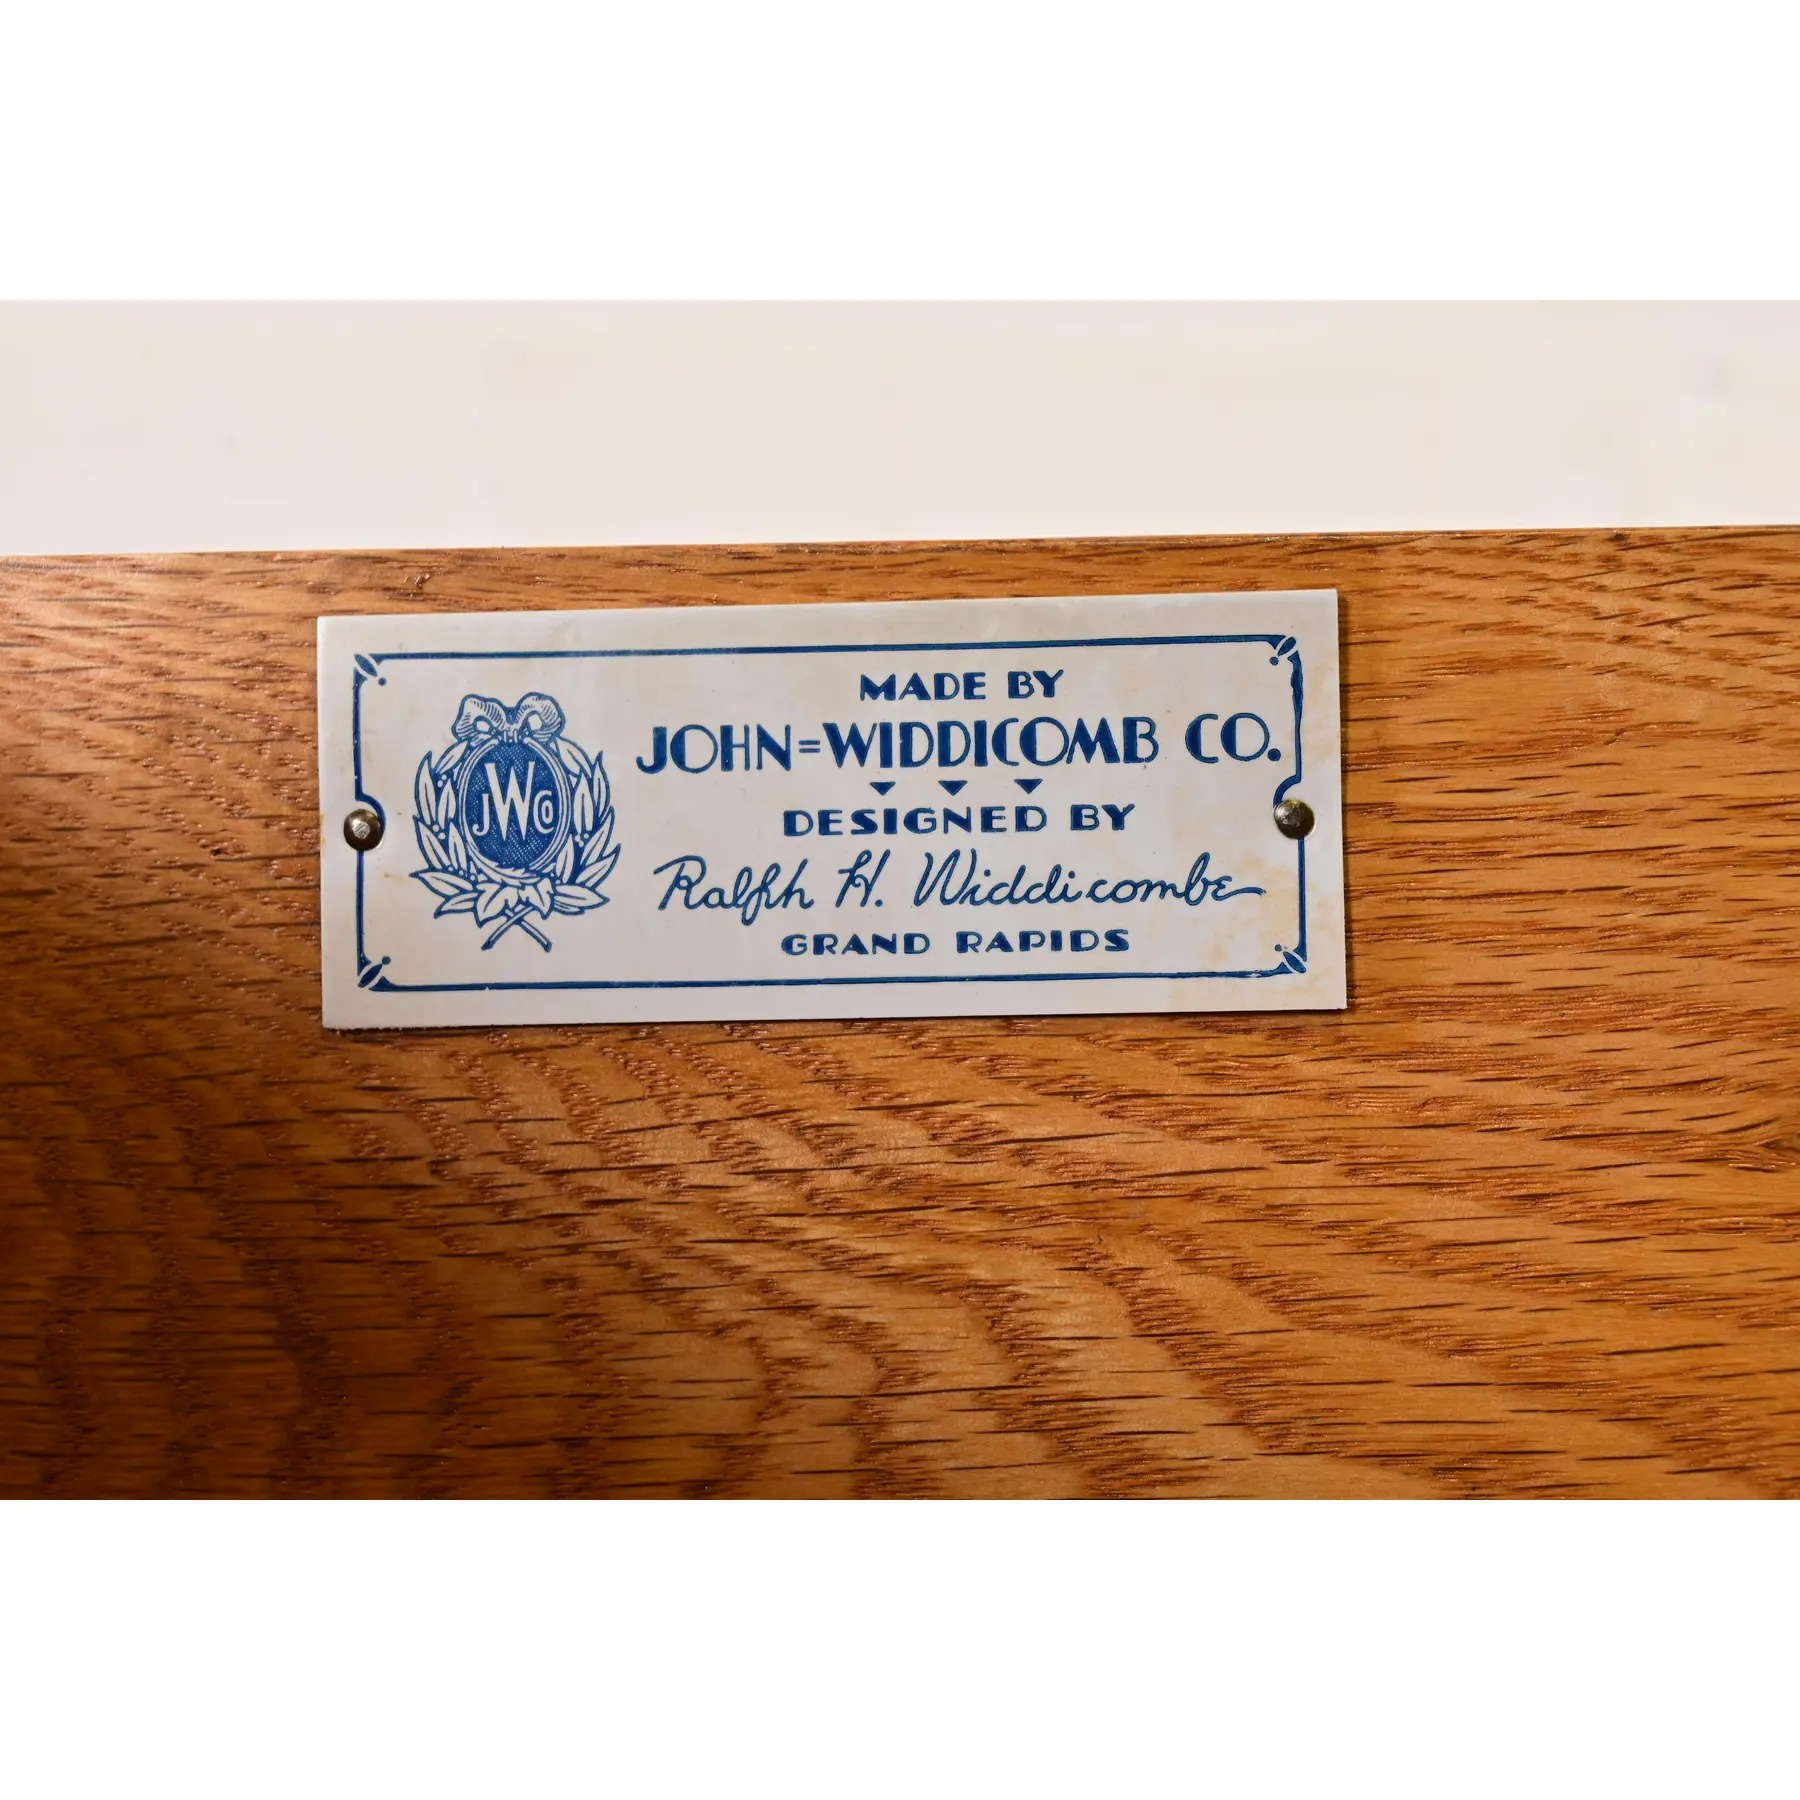 MADE BY
JOHN=WIDDICOMB CO.
JWCO
DESIGNED BY
Ralph H. Widdicombe
GRAND RAPIDS